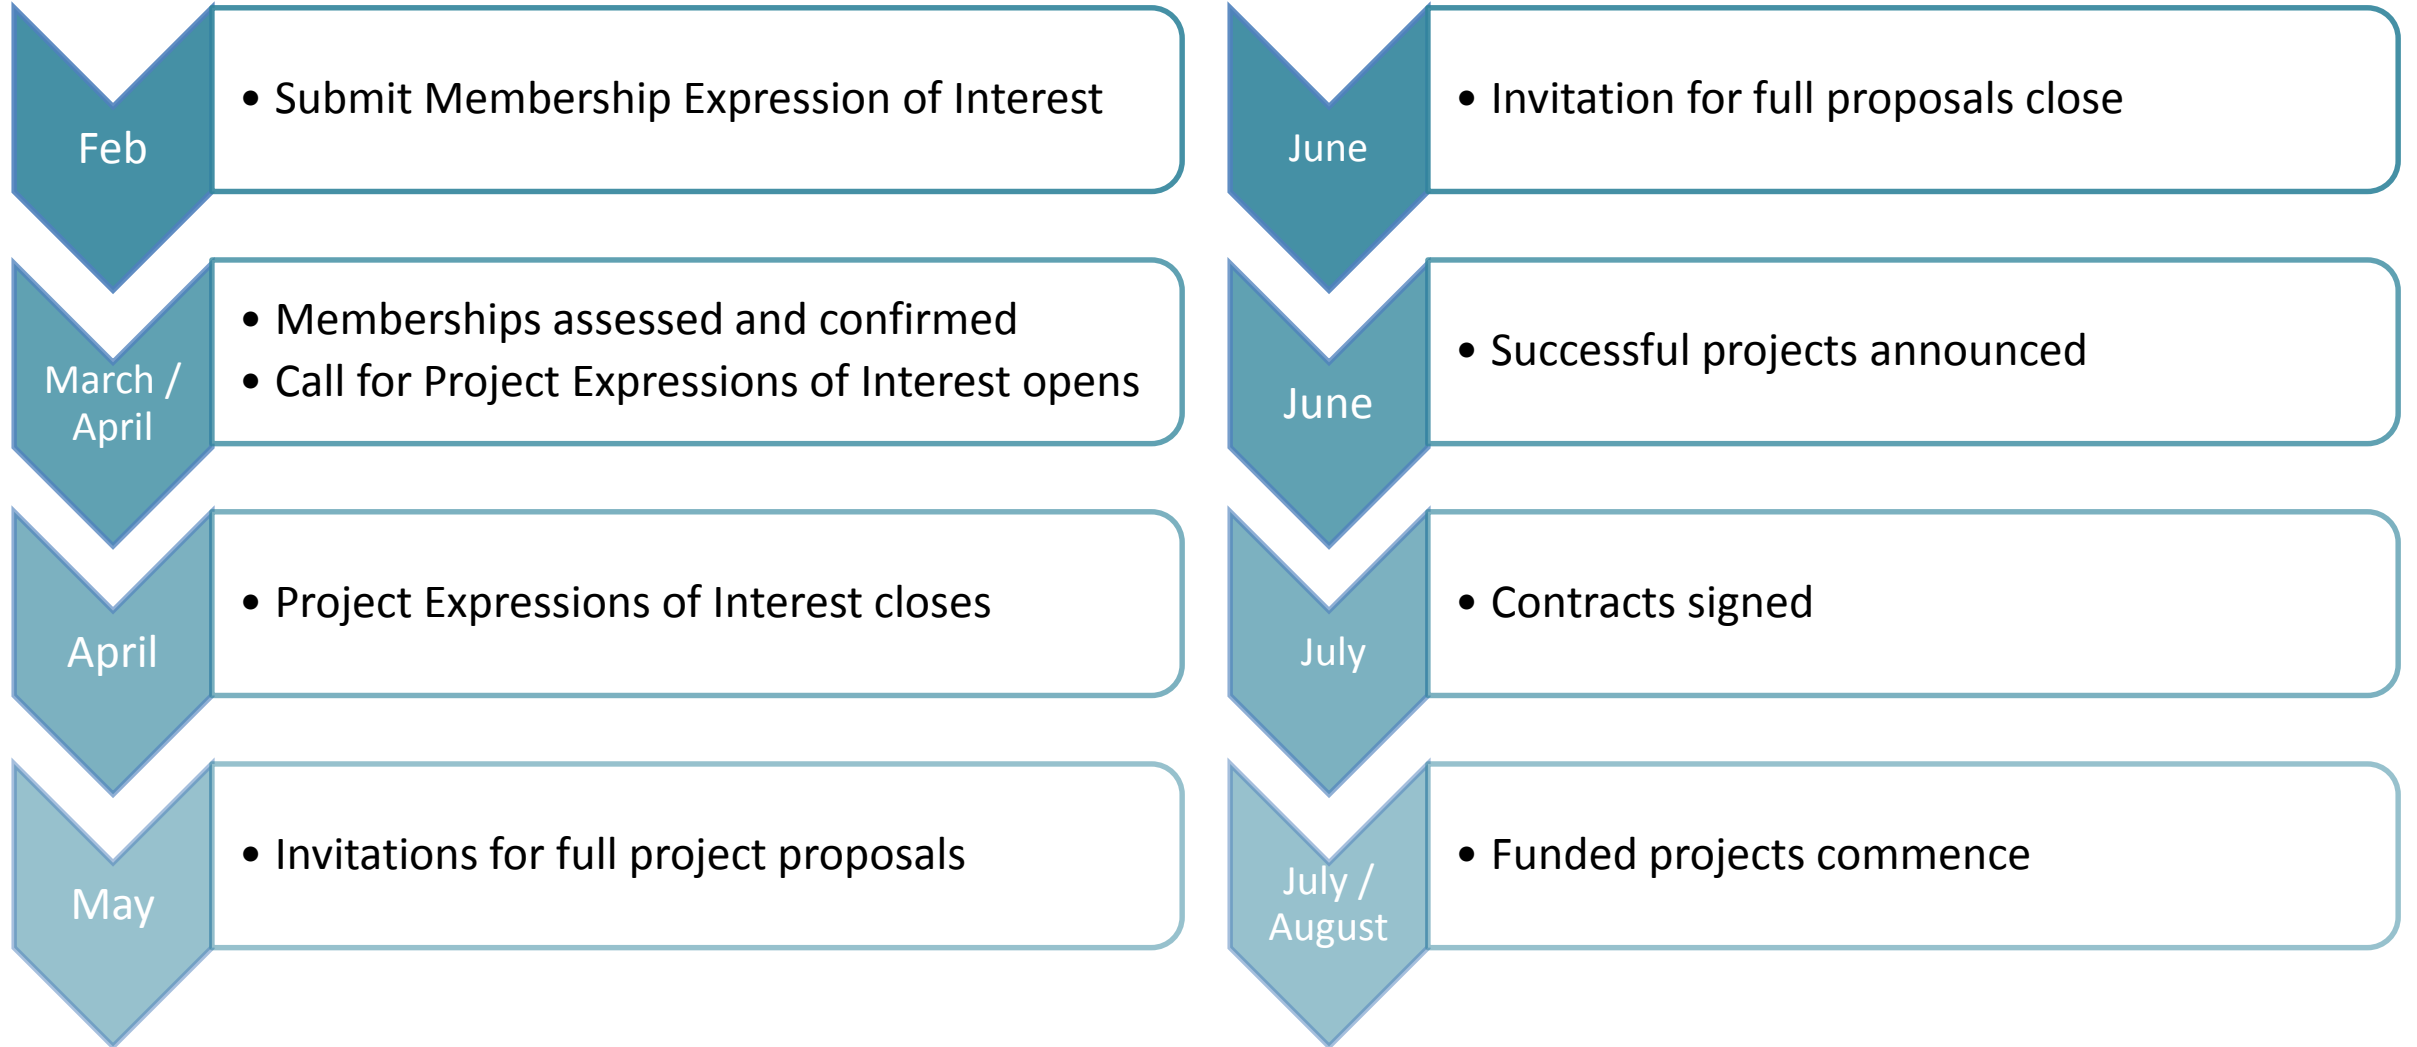 Feb
• Submit Membership Expression of Interest
March /
April
• Memberships assessed and confirmed
• Call for Project Expressions of Interest opens
April
• Project Expressions of Interest closes
May
• Invitations for full project proposals
June
• Invitation for full proposals close
June
• Successful projects announced
July
• Contracts signed
July /
August
• Funded projects commence